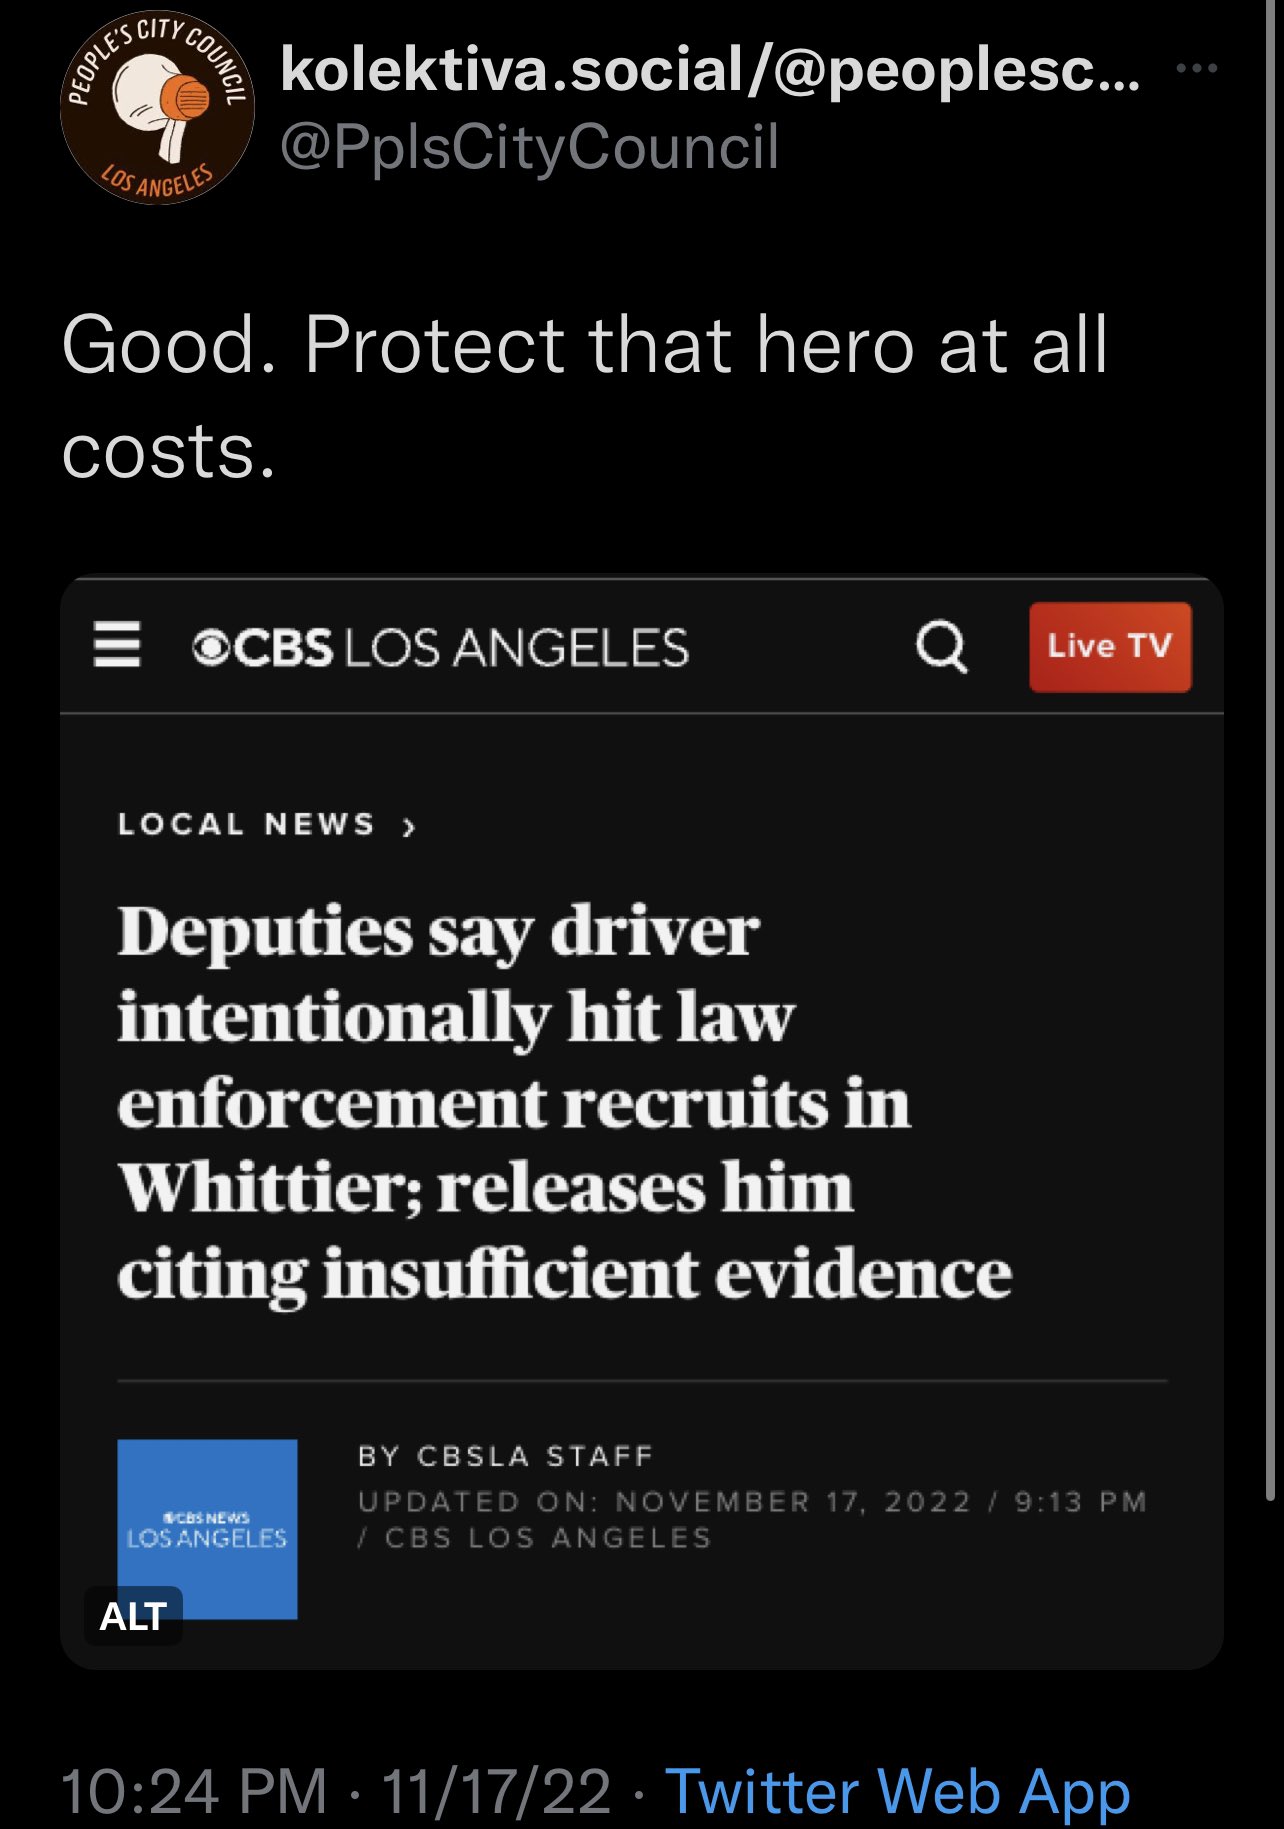 PEOPLE'S CITY COUNCIL
LOS ANGELES
kolektiva.social/@peoplesc...
@PplsCityCouncil
Good. Protect that hero at all
costs.
CBS LOS ANGELES
Live TV
LOCAL NEWS ›
Deputies say driver
intentionally hit law
enforcement recruits in
Whittier; releases him
citing insufficient evidence
CBS NEWS
LOS ANGELES
BY CBSLA STAFF
UPDATED ON: NOVEMBER 17, 2022 / 9:13 PM
/ CBS LOS ANGELES
ALT
10:24 PM · 11/17/22 · Twitter Web App